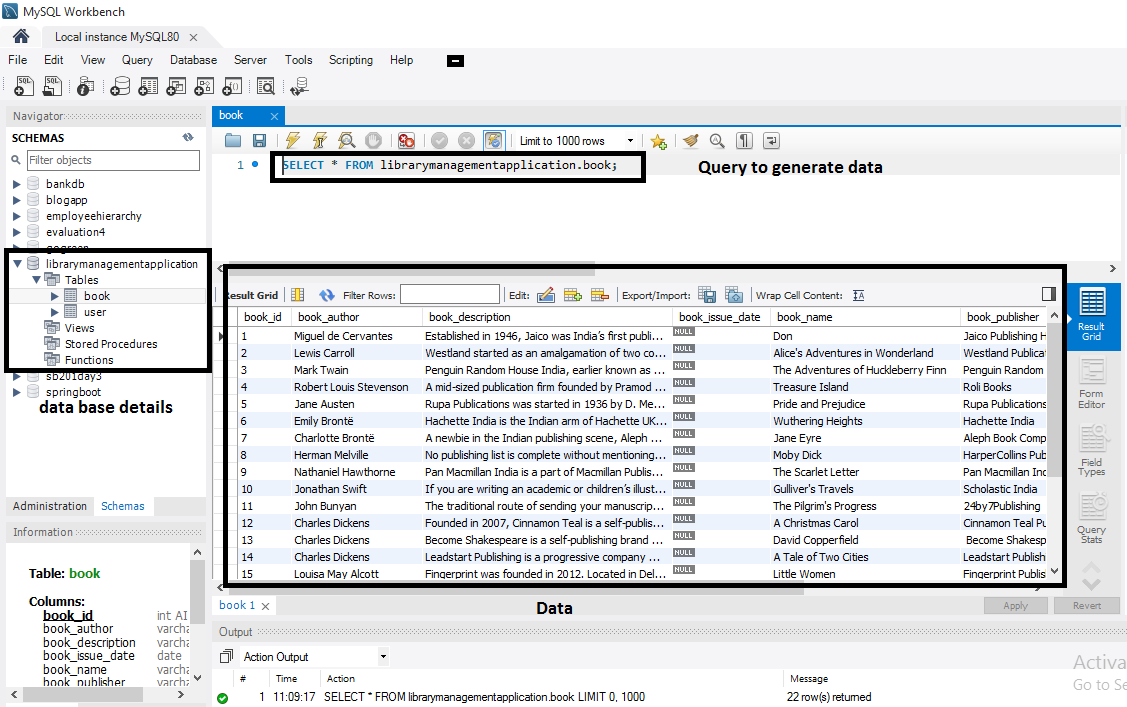 MySQL Workbench
Local instance MySQL80
File Edit View Query Database Server Tools Scripting Help
Navigator
SCHEMAS
Filter objects
bankdb
blogapp
employeehierarchy
evaluation4
librarymanagementapplication
Tables
book
user
Views
Stored Procedures
Functions
sb201day3
springboot
data base details
Administration Schemas
Information
Table: book
Columns:
book_id int AI
book_author varcha
book_description varcha
book_issue_date date
book_name varcha
book_publisher varcha
book
Limit to 1000 rows
1 SELECT * FROM librarymanagementapplication.book;
Query to generate data
Result Grid Filter Rows: Edit: Export/Import: Wrap Cell Content: IA
book_id book_author book_description book_issue_date book_name book_publisher
1 Miguel de Cervantes Established in 1946, Jaico was India's first publi... NULL Don Jaico Publishing H
2 Lewis Carroll Westland started as an amalgamation of two co... NULL Alice's Adventures in Wonderland Westland Publica
3 Mark Twain Penguin Random House India, earlier known as ... NULL The Adventures of Huckleberry Finn Penguin Random
4 Robert Louis Stevenson A mid-sized publication firm founded by Pramod ... NULL Treasure Island Roli Books
5 Jane Austen Rupa Publications was started in 1936 by D. Me... NULL Pride and Prejudice Rupa Publications
6 Emily Brontë Hachette India is the Indian arm of Hachette UK... NULL Wuthering Heights Hachette India
7 Charlotte Brontë A newbie in the Indian publishing scene, Aleph ... NULL Jane Eyre Aleph Book Comp
8 Herman Melville No publishing list is complete without mentioning... NULL Moby Dick HarperCollins Pub
9 Nathaniel Hawthorne Pan Macmillan India is a part of Macmillan Publis... NULL The Scarlet Letter Pan Macmillan Ind
10 Jonathan Swift If you are writing an academic or children's illust... NULL Gulliver's Travels Scholastic India
11 John Bunyan The traditional route of sending your manuscrip... NULL The Pilgrim's Progress 24by7Publishing
12 Charles Dickens Founded in 2007, Cinnamon Teal is a self-publis... NULL A Christmas Carol Cinnamon Teal Pu
13 Charles Dickens Become Shakespeare is a self-publishing brand ... NULL David Copperfield Become Shakesp
14 Charles Dickens Leadstart Publishing is a progressive company ... NULL A Tale of Two Cities Leadstart Publish
15 Louisa May Alcott Fingerprint was founded in 2012. Located in Del... NULL Little Women Fingerprint Publis
Result
Grid
Form
Editor
Field
Types
Query
Stats
book 1
Data
Apply Revert
Output
Action Output
# Time Action Message
1 11:09:17 SELECT * FROM librarymanagementapplication.book LIMIT 0, 1000 22 row(s) returned
Activa
Go to Se